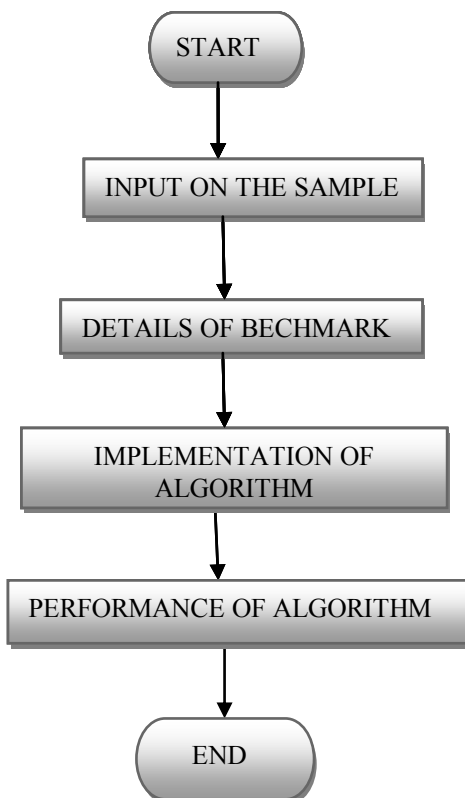 START
INPUT ON THE SAMPLE
DETAILS OF BECHMARK
IMPLEMENTATION OF
ALGORITHM
PERFORMANCE OF ALGORITHM
END